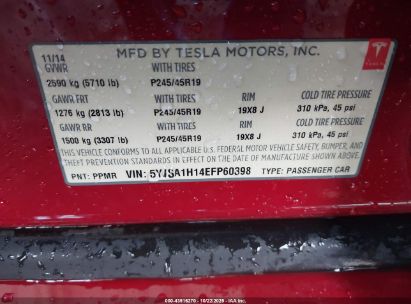 11/14 MFD BY TESLA MOTORS, INC. TESLA
GVWR WITH TIRES
2590 kg (5710 lb) P245/45R19
GAWR FRT WITH TIRES RIM COLD TIRE PRESSURE
1276 kg (2813 lb) P245/45R19 19X8 J 310 kPa, 45 psi
GAWR RR WITH TIRES RIM COLD TIRE PRESSURE
1500 kg (3307 lb) P245/45R19 19X8 J 310 kPa, 45 psi
THIS VEHICLE CONFORMS TO ALL APPLICABLE U.S. FEDERAL MOTOR VEHICLE SAFETY, BUMPER, AND
THEFT PREVENTION STANDARDS IN EFFECT ON THE DATE OF MANUFACTURE SHOWN ABOVE.
PNT: PPMR VIN: 5YJSA1H14EFP60398 TYPE: PASSENGER CAR